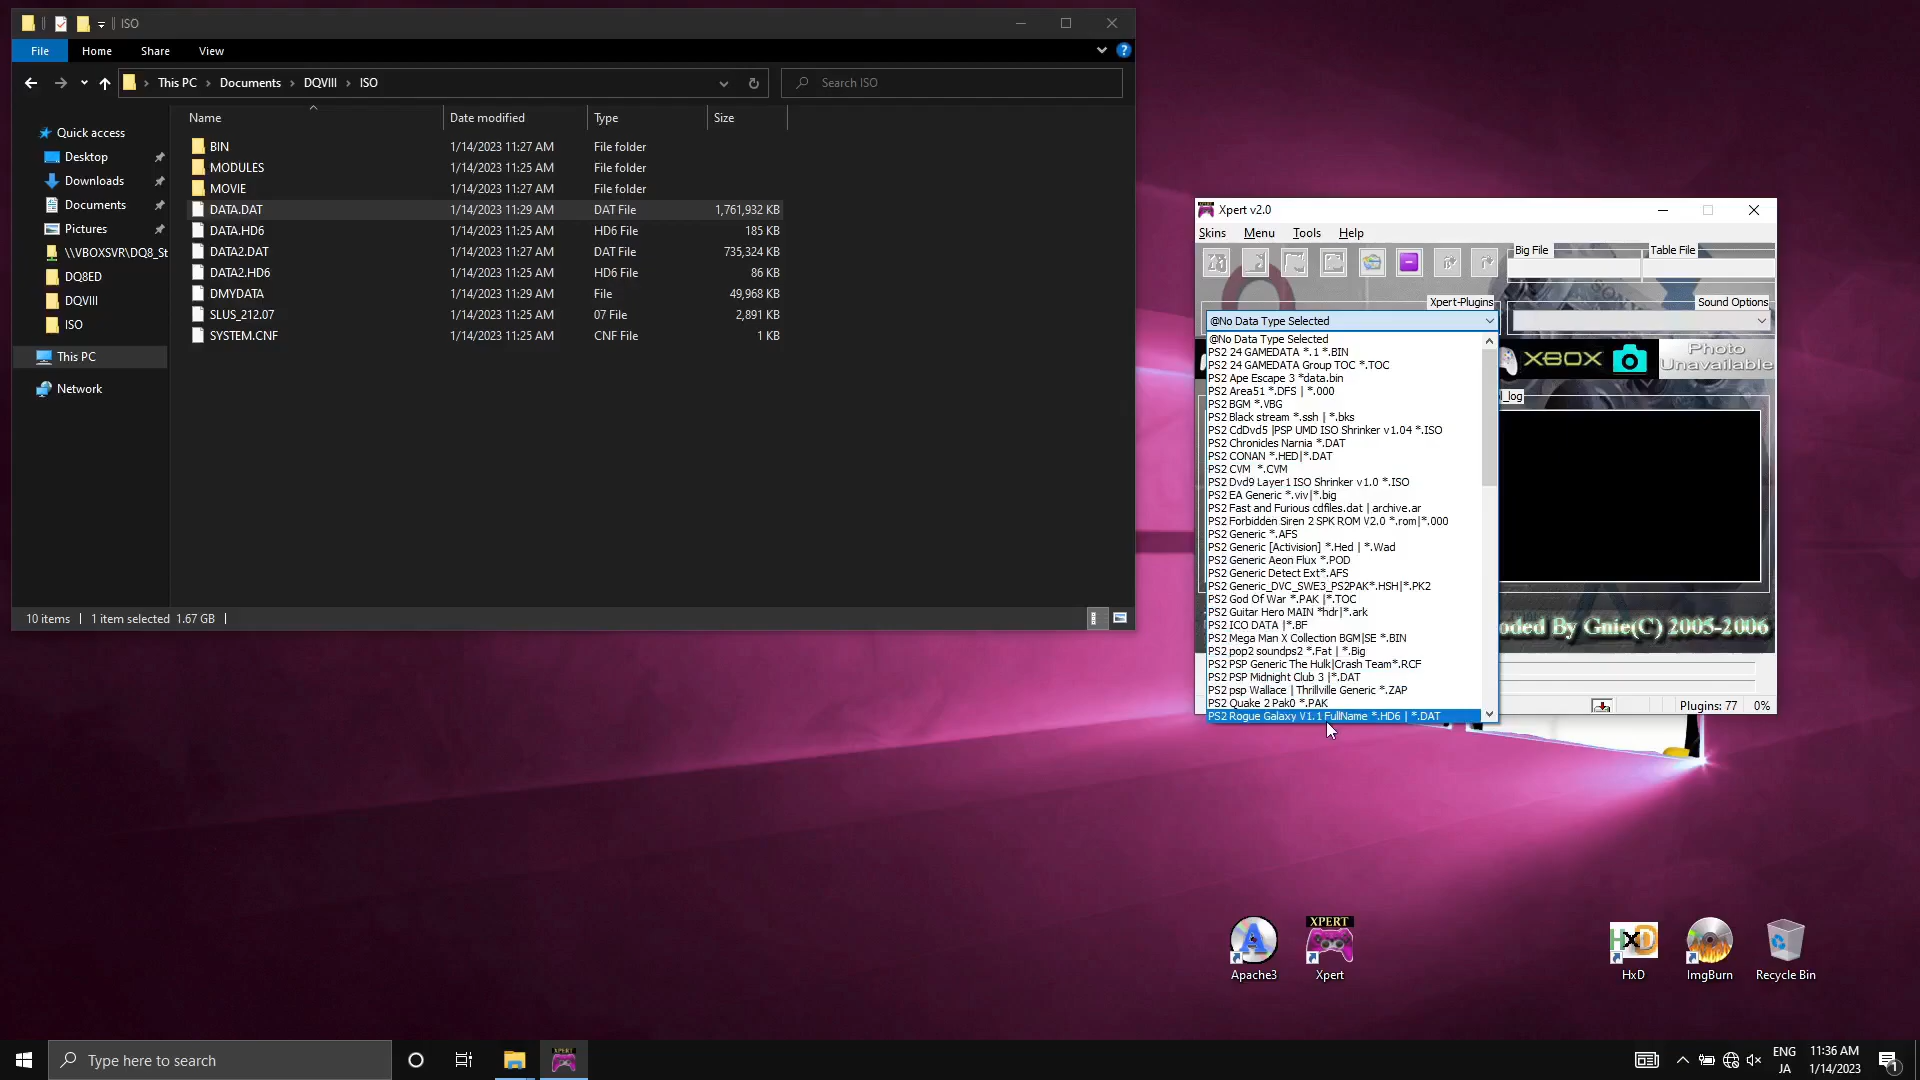 ISO
File Home Share View
This PC Documents DQVIII ISO
Search ISO
Name Date modified Type Size
Quick access
Desktop
Downloads
Documents
Pictures
\\VBOXSVR\DQ8_St
DQ8ED
DQVIII
ISO
This PC
Network
BIN 1/14/2023 11:27 AM File folder
MODULES 1/14/2023 11:25 AM File folder
MOVIE 1/14/2023 11:27 AM File folder
DATA.DAT 1/14/2023 11:29 AM DAT File 1,761,932 KB
DATA.HD6 1/14/2023 11:25 AM HD6 File 185 KB
DATA2.DAT 1/14/2023 11:27 AM DAT File 735,324 KB
DATA2.HD6 1/14/2023 11:25 AM HD6 File 86 KB
DMYDATA 1/14/2023 11:29 AM File 49,968 KB
SLUS_212.07 1/14/2023 11:25 AM 07 File 2,891 KB
SYSTEM.CNF 1/14/2023 11:25 AM CNF File 1 KB
10 items 1 item selected 1.67 GB
Xpert v2.0
Skins Menu Tools Help
Big File Table File
Xpert-Plugins Sound Options
@No Data Type Selected
@No Data Type Selected
PS2 24 GAMEDATA *.1 *.BIN
PS2 24 GAMEDATA Group TOC *.TOC
PS2 Ape Escape 3 *data.bin
PS2 Area51 *.DFS | *.000
PS2 BGM *.VBG
PS2 Black stream *.ssh | *.bks
PS2 CdDvd5 |PSP UMD ISO Shrinker v1.04 *.ISO
PS2 Chronicles Narnia *.DAT
PS2 CONAN *.HED|*.DAT
PS2 CVM *.CVM
PS2 Dvd9 Layer1 ISO Shrinker v1.0 *.ISO
PS2 EA Generic *.viv|*.big
PS2 Fast and Furious cdfiles.dat | archive.ar
PS2 Forbidden Siren 2 SPK ROM V2.0 *.rom|*.000
PS2 Generic *.AFS
PS2 Generic [Activision] *.Hed | *.Wad
PS2 Generic Aeon Flux *.POD
PS2 Generic Detect Ext*.AFS
PS2 Generic_DVC_SWE3_PS2PAK*.HSH|*.PK2
PS2 God Of War *.PAK |*.TOC
PS2 Guitar Hero MAIN *hdr|*.ark
PS2 ICO DATA |*.BF
PS2 Mega Man X Collection BGM|SE *.BIN
PS2 pop2 soundps2 *.Fat | *.Big
PS2 PSP Generic The Hulk|Crash Team*.RCF
PS2 PSP Midnight Club 3 |*.DAT
PS2 psp Wallace | Thrillville Generic *.ZAP
PS2 Quake 2 Pak0 *.PAK
PS2 Rogue Galaxy V1.1 FullName *.HD6 | *.DAT
XBOX
Photo
Unavailable
l_log
oded By Gnie(C) 2005-2006
Plugins: 77 0%
XPERT
Apache3 Xpert HxD ImgBurn Recycle Bin
Type here to search
ENG
JA
11:36 AM
1/14/2023
1